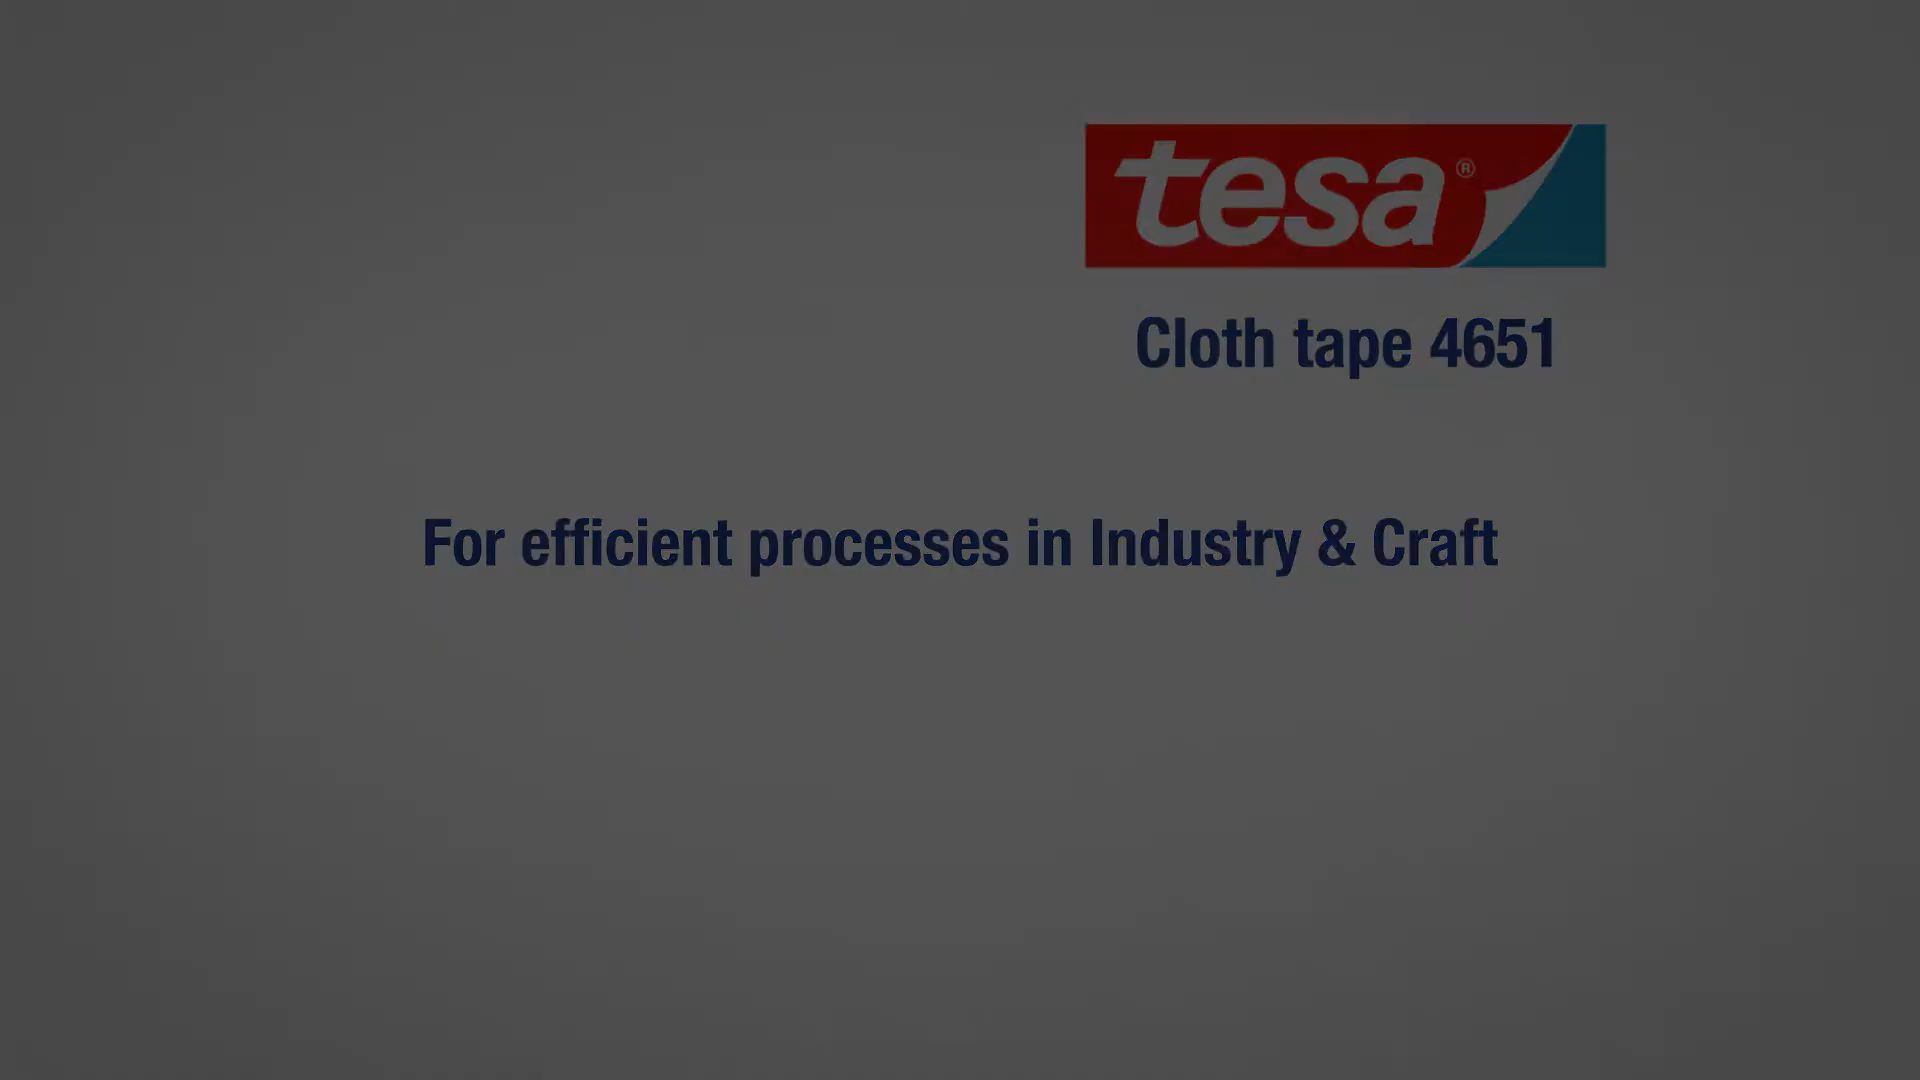 tesa®
Cloth tape 4651
For efficient processes in Industry & Craft